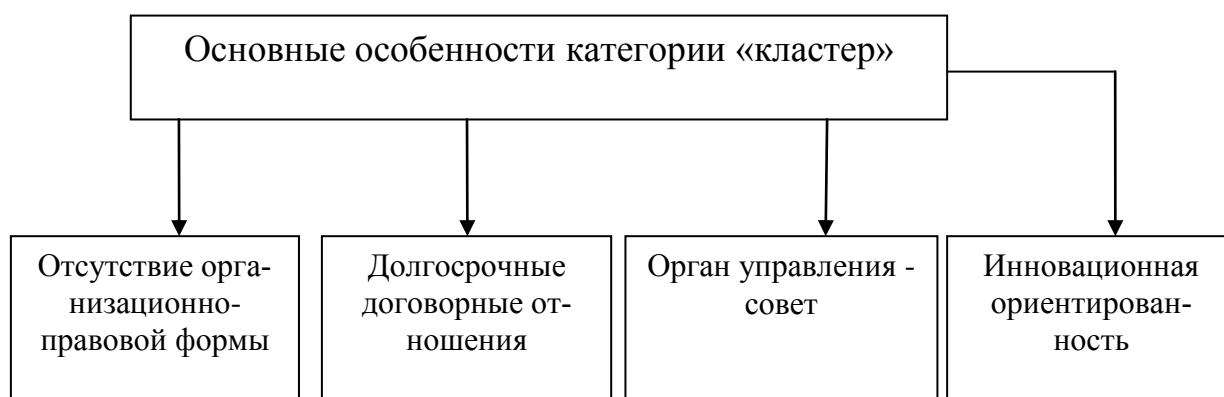 Основные особенности категории «кластер»
Отсутствие орга-
низационно-
правовой формы
Долгосрочные
договорные от-
ношения
Орган управления -
совет
Инновационная
ориентирован-
ность